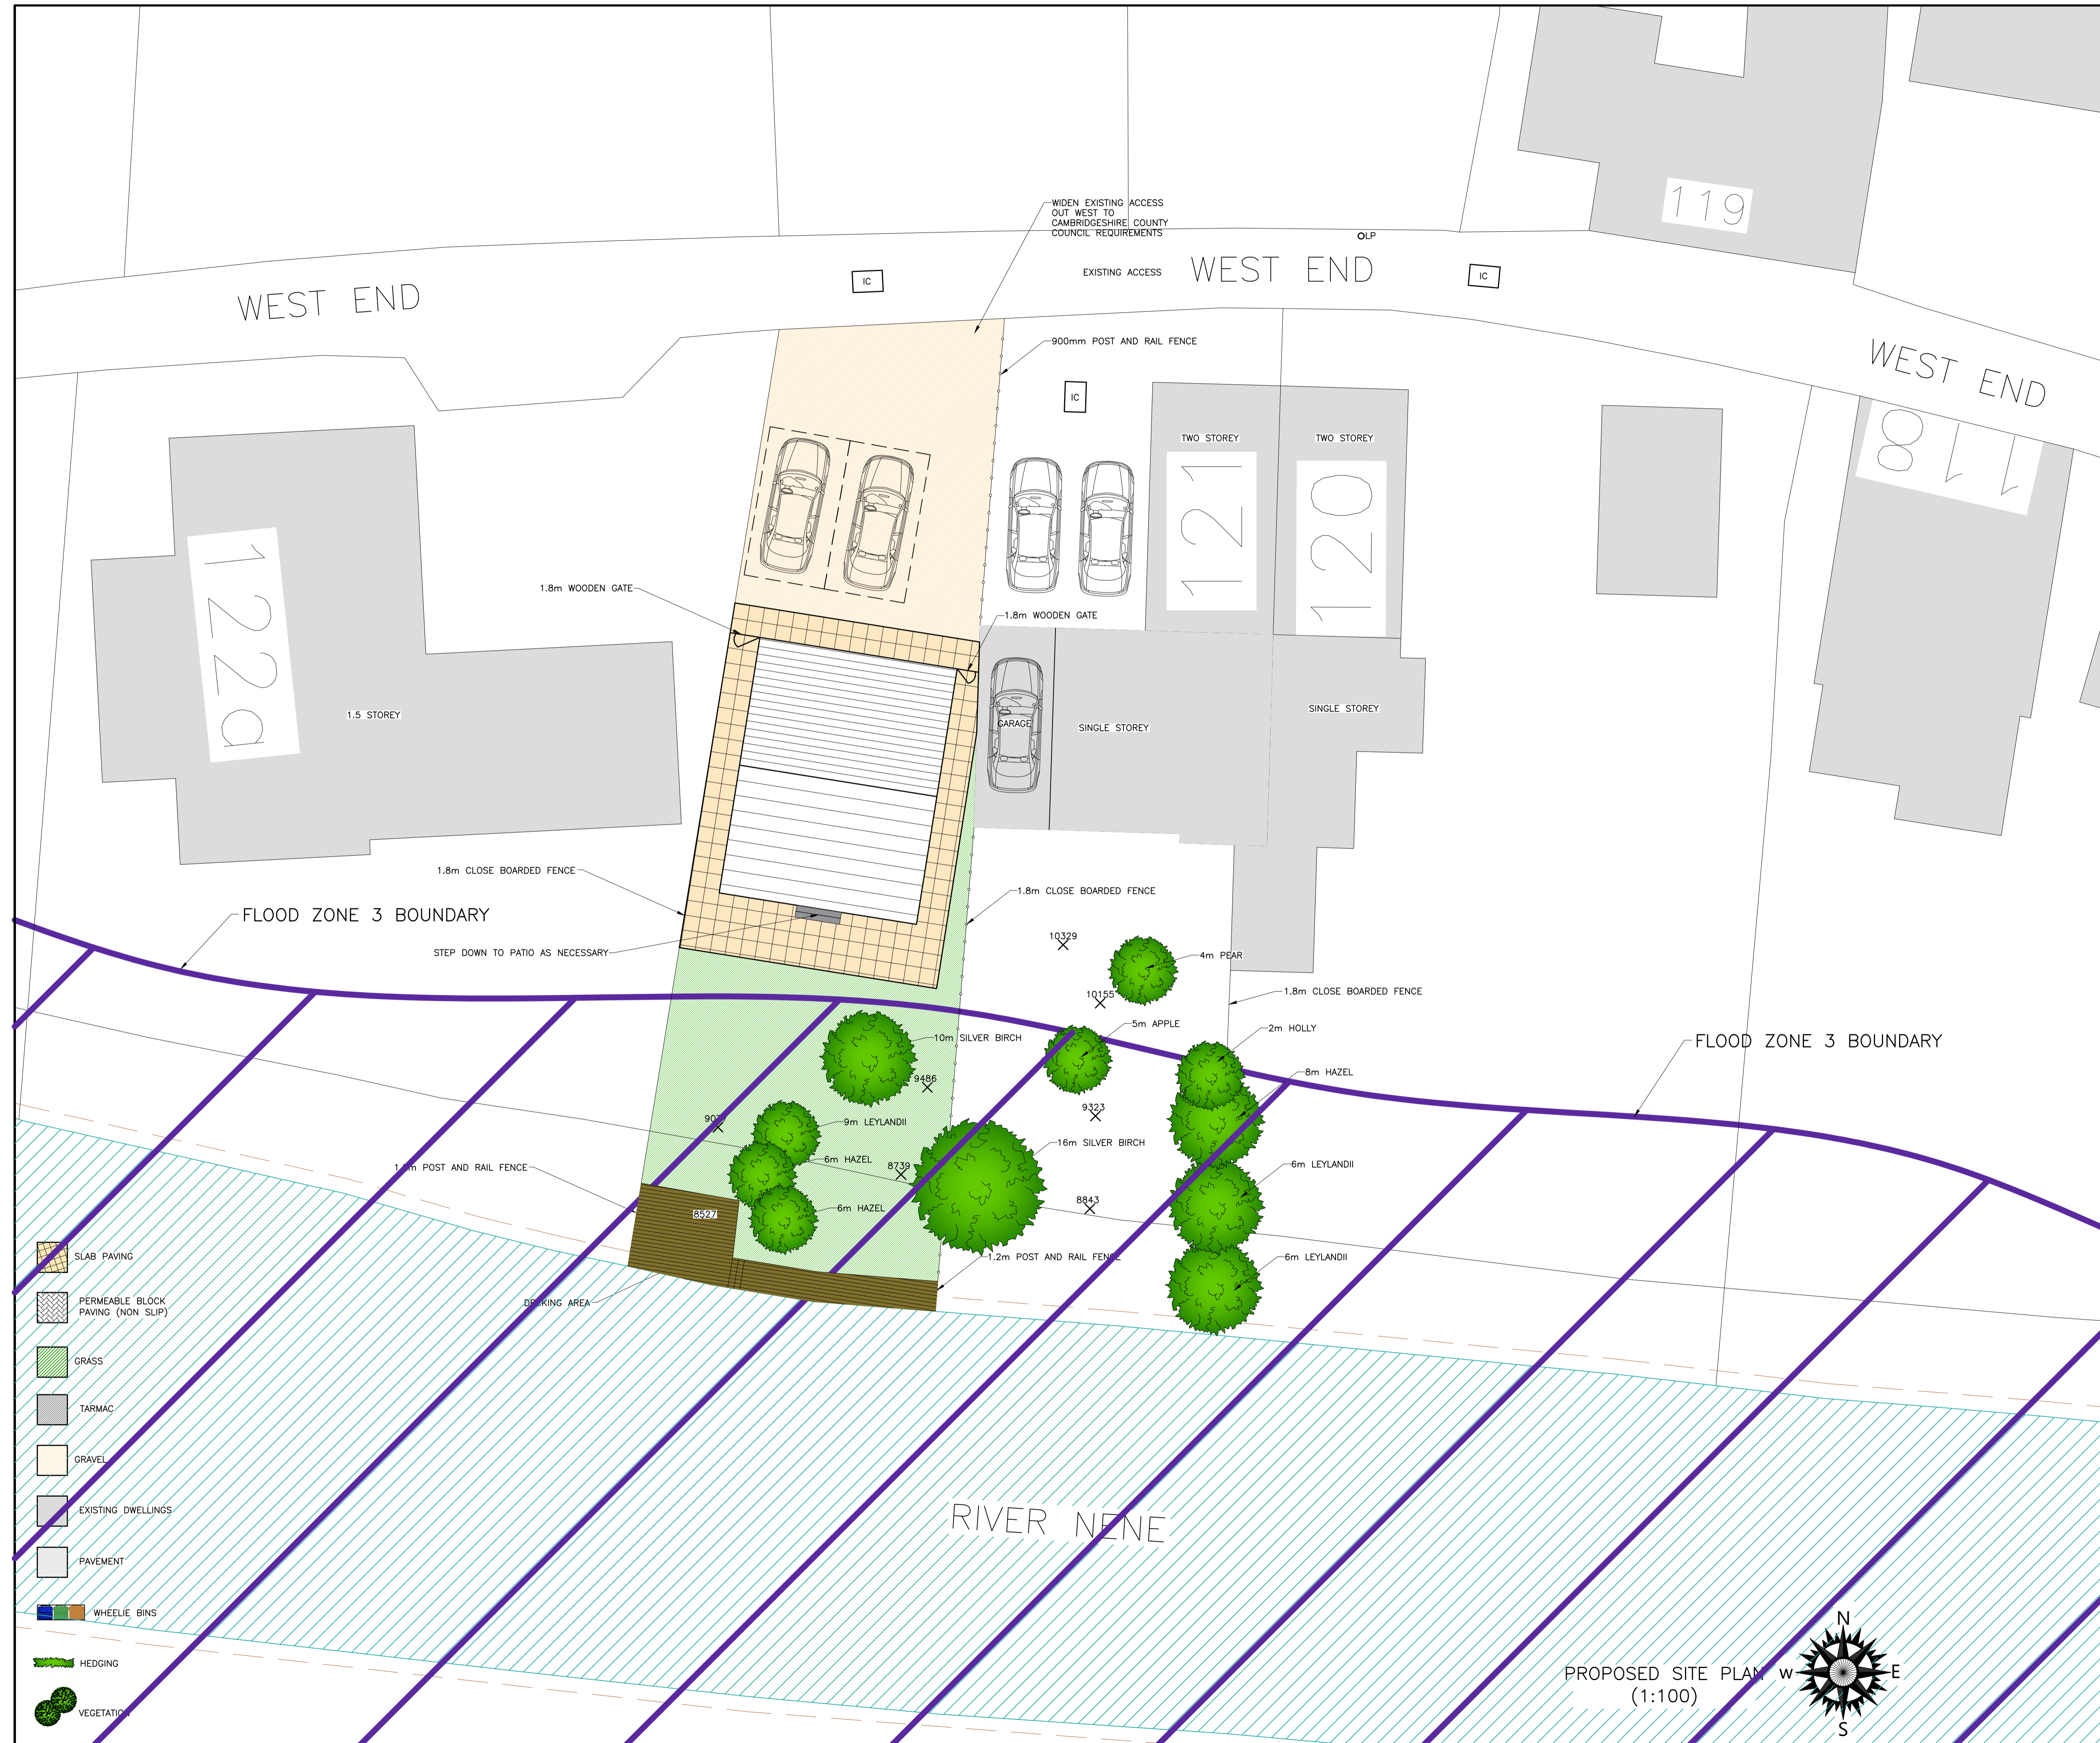 119
WIDEN EXISTING ACCESS
OUT WEST TO
CAMBRIDGESHIRE COUNTY
COUNCIL REQUIREMENTS
LP
EXISTING ACCESS
WEST END
IC
IC
WEST END
900mm POST AND RAIL FENCE
WEST END
IC
118
TWO STOREY
TWO STOREY
121
120
122a
1.8m WOODEN GATE
1.8m WOODEN GATE
1.5 STOREY
GARAGE
SINGLE STOREY
SINGLE STOREY
1.8m CLOSE BOARDED FENCE
1.8m CLOSE BOARDED FENCE
FLOOD ZONE 3 BOUNDARY
STEP DOWN TO PATIO AS NECESSARY
10329
4m PEAR
1.8m CLOSE BOARDED FENCE
10155
5m APPLE
2m HOLLY
10m SILVER BIRCH
FLOOD ZONE 3 BOUNDARY
8m HAZEL
9486
9323
9m LEYLANDII
16m SILVER BIRCH
6m HAZEL
8739
6m LEYLANDII
POST AND RAIL FENCE
8843
6m HAZEL
8527
1.2m POST AND RAIL FENCE
6m LEYLANDII
DECKING AREA
SLAB PAVING
PERMEABLE BLOCK
PAVING (NON SLIP)
GRASS
TARMAC
GRAVEL
EXISTING DWELLINGS
PAVEMENT
WHEELIE BINS
HEDGING
VEGETATION
RIVER NENE
PROPOSED SITE PLAN
(1:100)
N
W
E
S